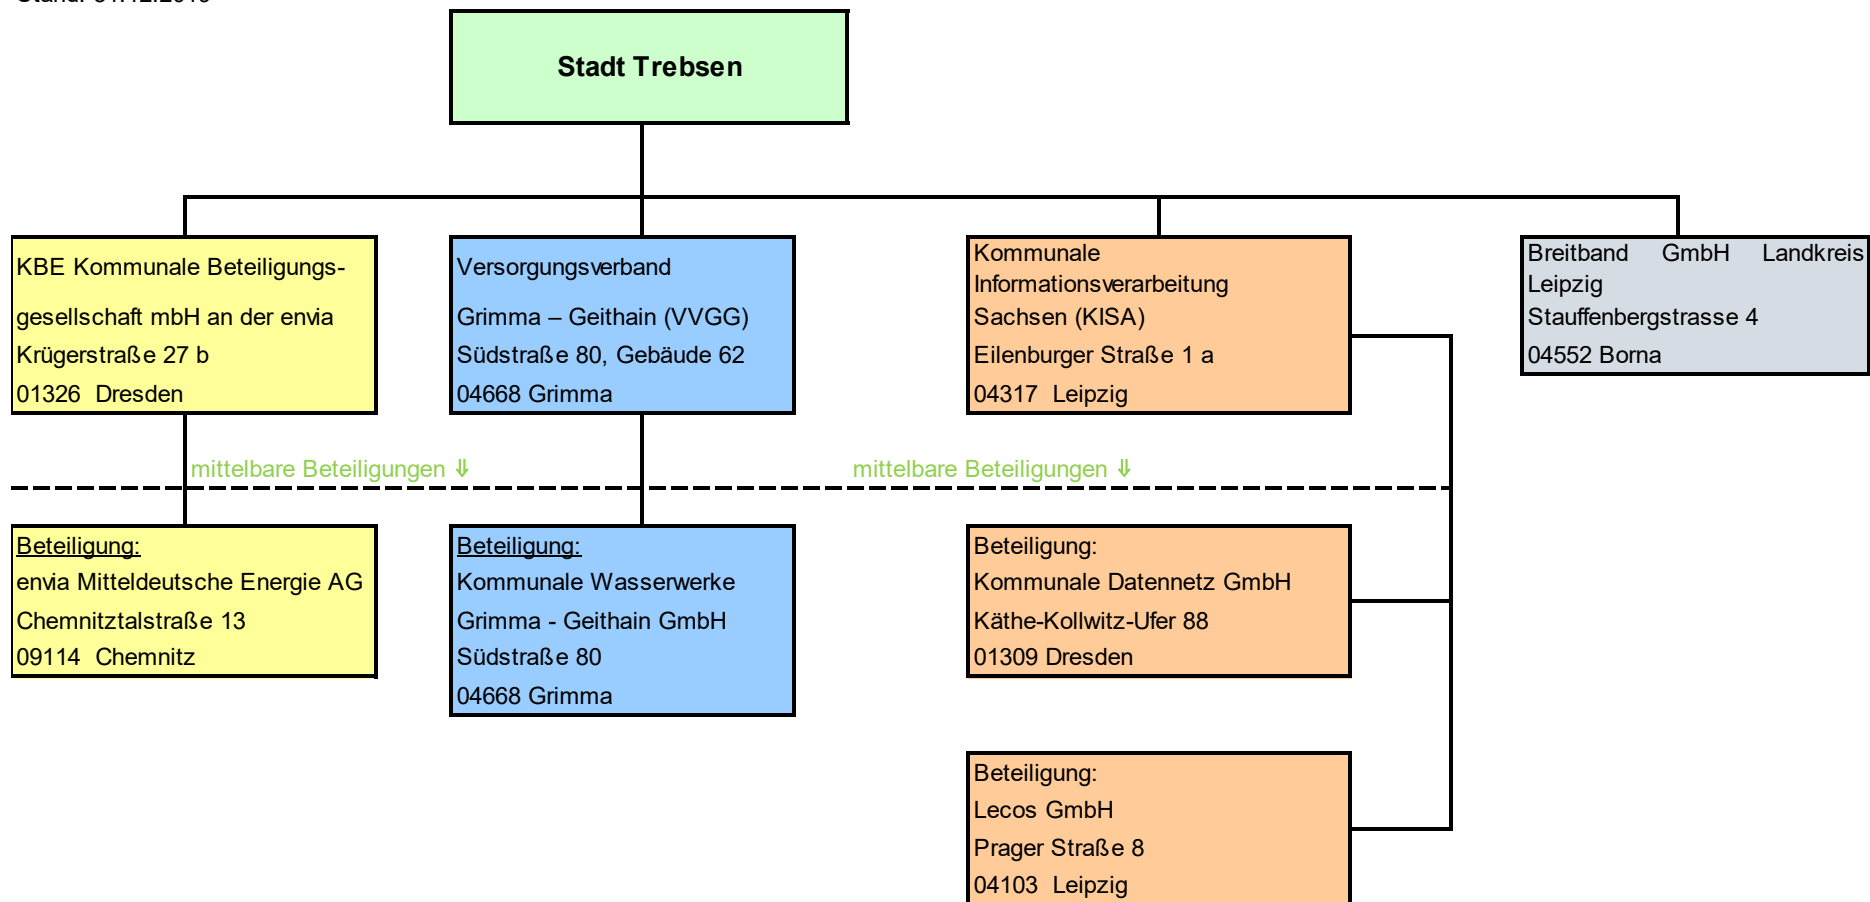 Stadt Trebsen
KBE Kommunale Beteiligungs-
gesellschaft mbH an der envia
Krügerstraße 27 b
01326 Dresden
Versorgungsverband
Grimma – Geithain (VVGG)
Südstraße 80, Gebäude 62
04668 Grimma
Kommunale
Informationsverarbeitung
Sachsen (KISA)
Eilenburger Straße 1 a
04317 Leipzig
Breitband GmbH Landkreis
Leipzig
Stauffenbergstrasse 4
04552 Borna
mittelbare Beteiligungen ⇓
mittelbare Beteiligungen ⇓
Beteiligung:
envia Mitteldeutsche Energie AG
Chemnitztalstraße 13
09114 Chemnitz
Beteiligung:
Kommunale Wasserwerke
Grimma - Geithain GmbH
Südstraße 80
04668 Grimma
Beteiligung:
Kommunale Datennetz GmbH
Käthe-Kollwitz-Ufer 88
01309 Dresden
Beteiligung:
Lecos GmbH
Prager Straße 8
04103 Leipzig